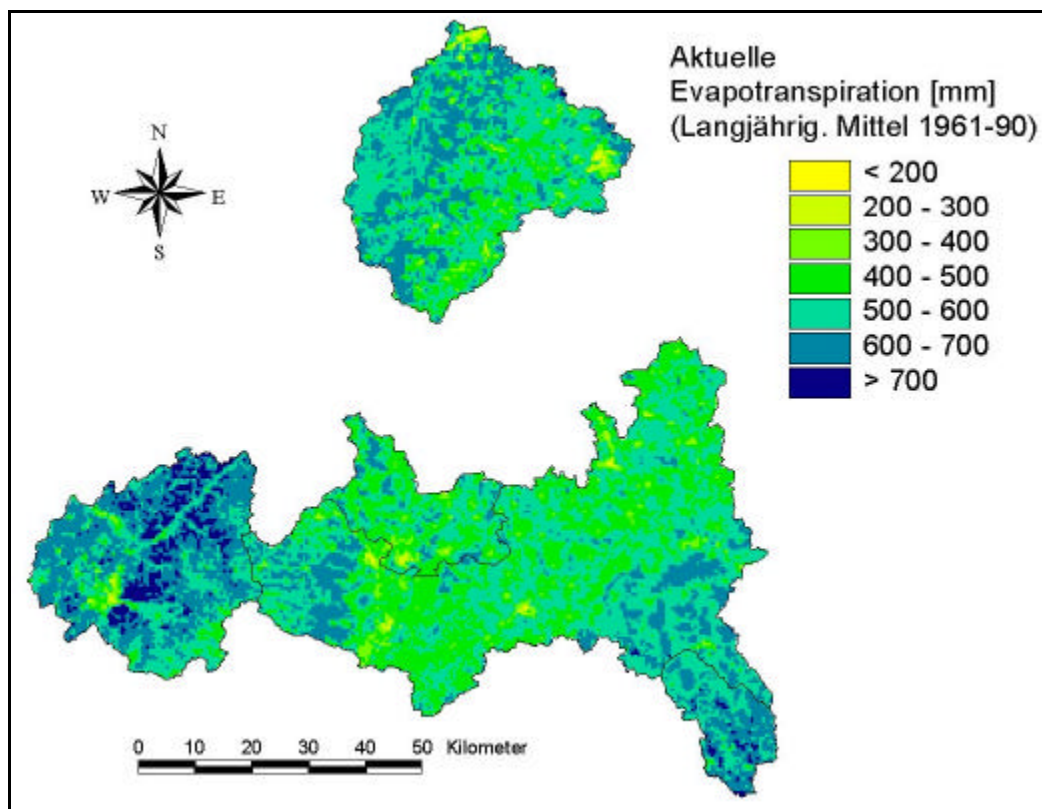 Aktuelle
Evapotranspiration [mm]
(Langjährig. Mittel 1961-90)
< 200
200 - 300
300 - 400
400 - 500
500 - 600
600 - 700
> 700
N
W E
S
0 10 20 30 40 50 Kilometer